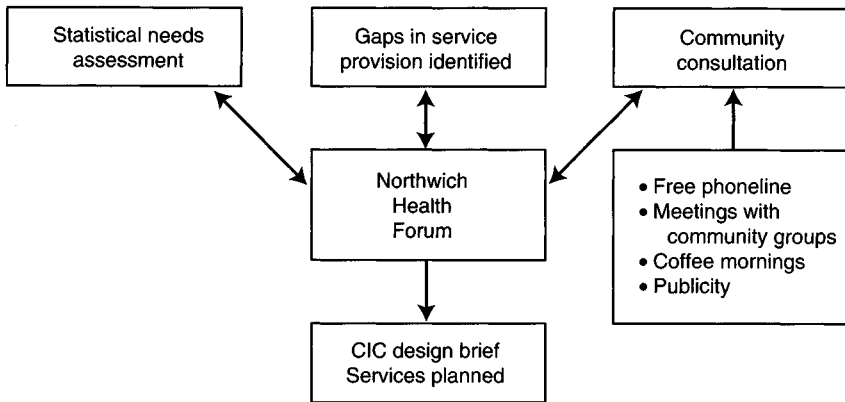 Statistical needs
assessment
Gaps in service
provision identified
Community
consultation
Northwich
Health
Forum
• Free phoneline
• Meetings with
community groups
• Coffee mornings
• Publicity
CIC design brief
Services planned